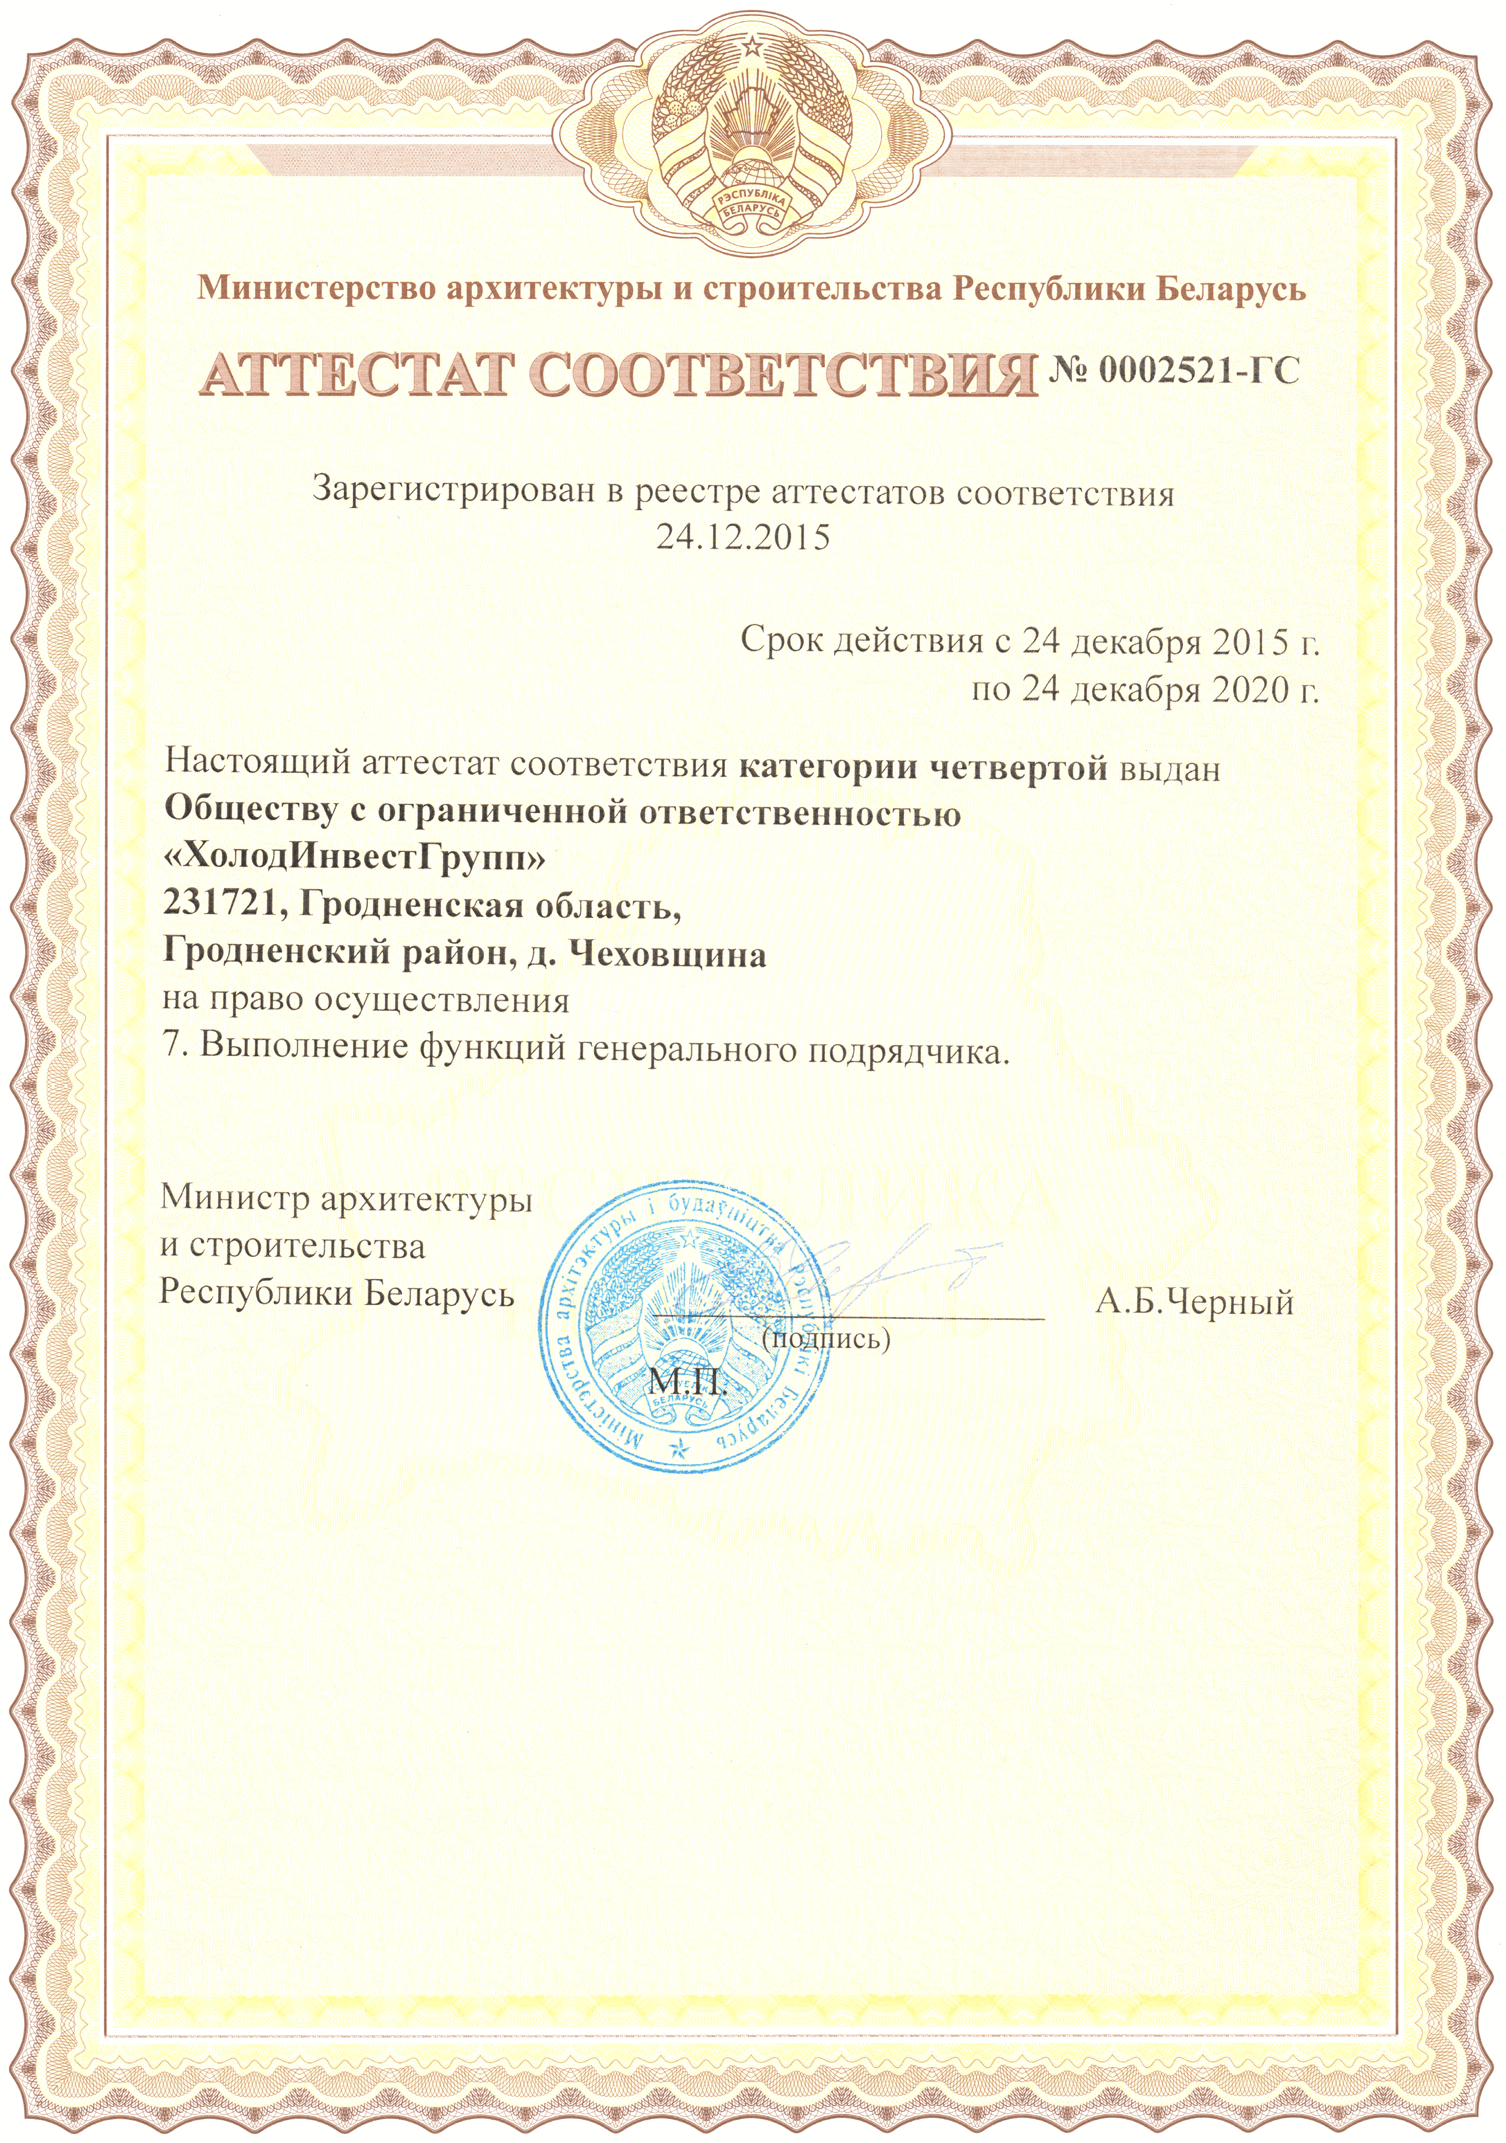 РЭСПУБЛІКА
БЕЛАРУСЬ
Министерство архитектуры и строительства Республики Беларусь
АТТЕСТАТ СООТВЕТСТВИЯ № 0002521-ГС
Зарегистрирован в реестре аттестатов соответствия
24.12.2015
Срок действия с 24 декабря 2015 г.
по 24 декабря 2020 г.
Настоящий аттестат соответствия категории четвертой выдан
Обществу с ограниченной ответственностью
«ХолодИнвестГрупп»
231721, Гродненская область,
Гродненский район, д. Чеховщина
на право осуществления
7. Выполнение функций генерального подрядчика.
Министр архитектуры
и строительства
Республики Беларусь
А.Б.Черный
(подпись)
М.П.
Міністэрства архітэктуры і будаўніцтва Рэспублікі Беларусь
БЕЛАРУСЬ